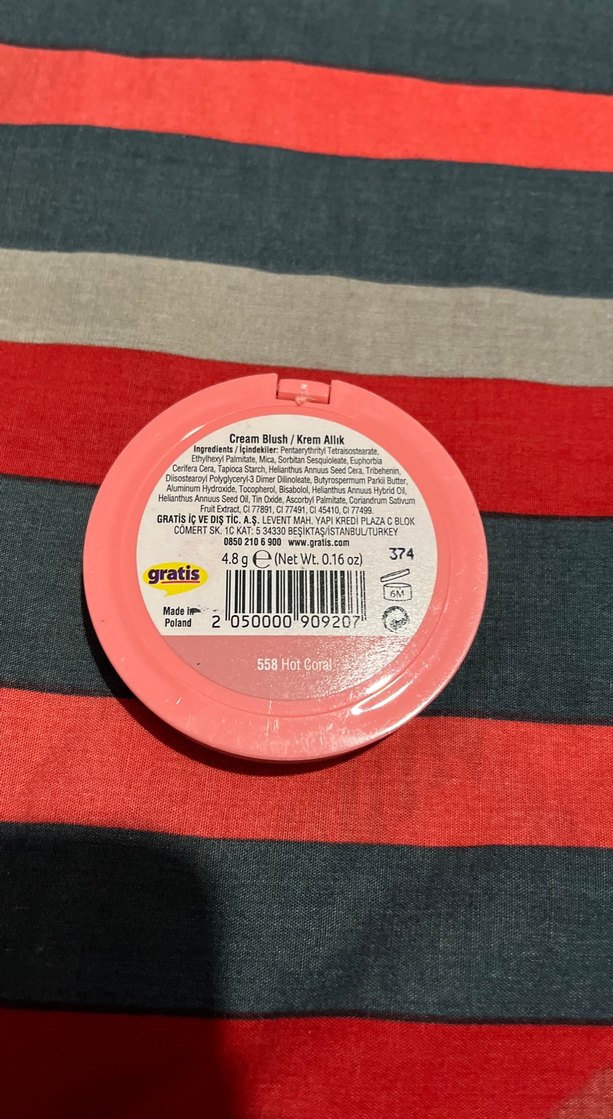 Cream Blush / Krem Allık
Ingredients / İçindekiler: Pentaerythrityl Tetraisostearate,
Ethylhexyl Palmitate, Mica, Sorbitan Sesquioleate, Euphorbia
Cerifera Cera, Tapioca Starch, Helianthus Annuus Seed Cera, Tribehenin,
Diisostearoyl Polyglyceryl-3 Dimer Dilinoleate, Butyrospermum Parkii Butter,
Aluminum Hydroxide, Tocopherol, Bisabolol, Helianthus Annuus Hybrid Oil,
Helianthus Annuus Seed Oil, Tin Oxide, Ascorbyl Palmitate, Coriandrum Sativum
Fruit Extract, CI 77891, CI 77491, CI 45410, CI 77499.
GRATİS İÇ VE DIŞ TİC. A.Ş. LEVENT MAH. YAPI KREDİ PLAZA C BLOK
CÖMERT SK. 1C KAT: 5 34330 BEŞİKTAŞ/İSTANBUL/TURKEY
0850 210 6 900 www.gratis.com
4.8 g ℮ (Net Wt. 0.16 oz)
374
gratis
6M
Made in
Poland
2 050000 909207
558 Hot Coral